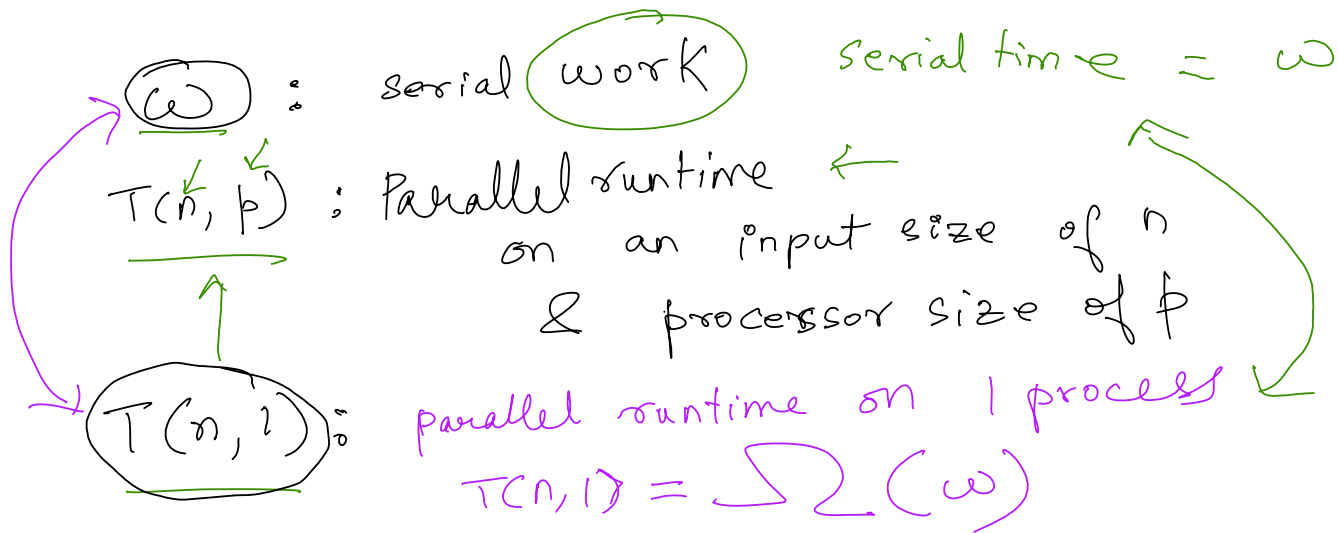 ω : serial work serial time = ω
T(n, p) : Parallel runtime
on an input size of n
& processor size of p
T(n, 1) : parallel runtime on 1 process
T(n, 1) = Ω(ω)